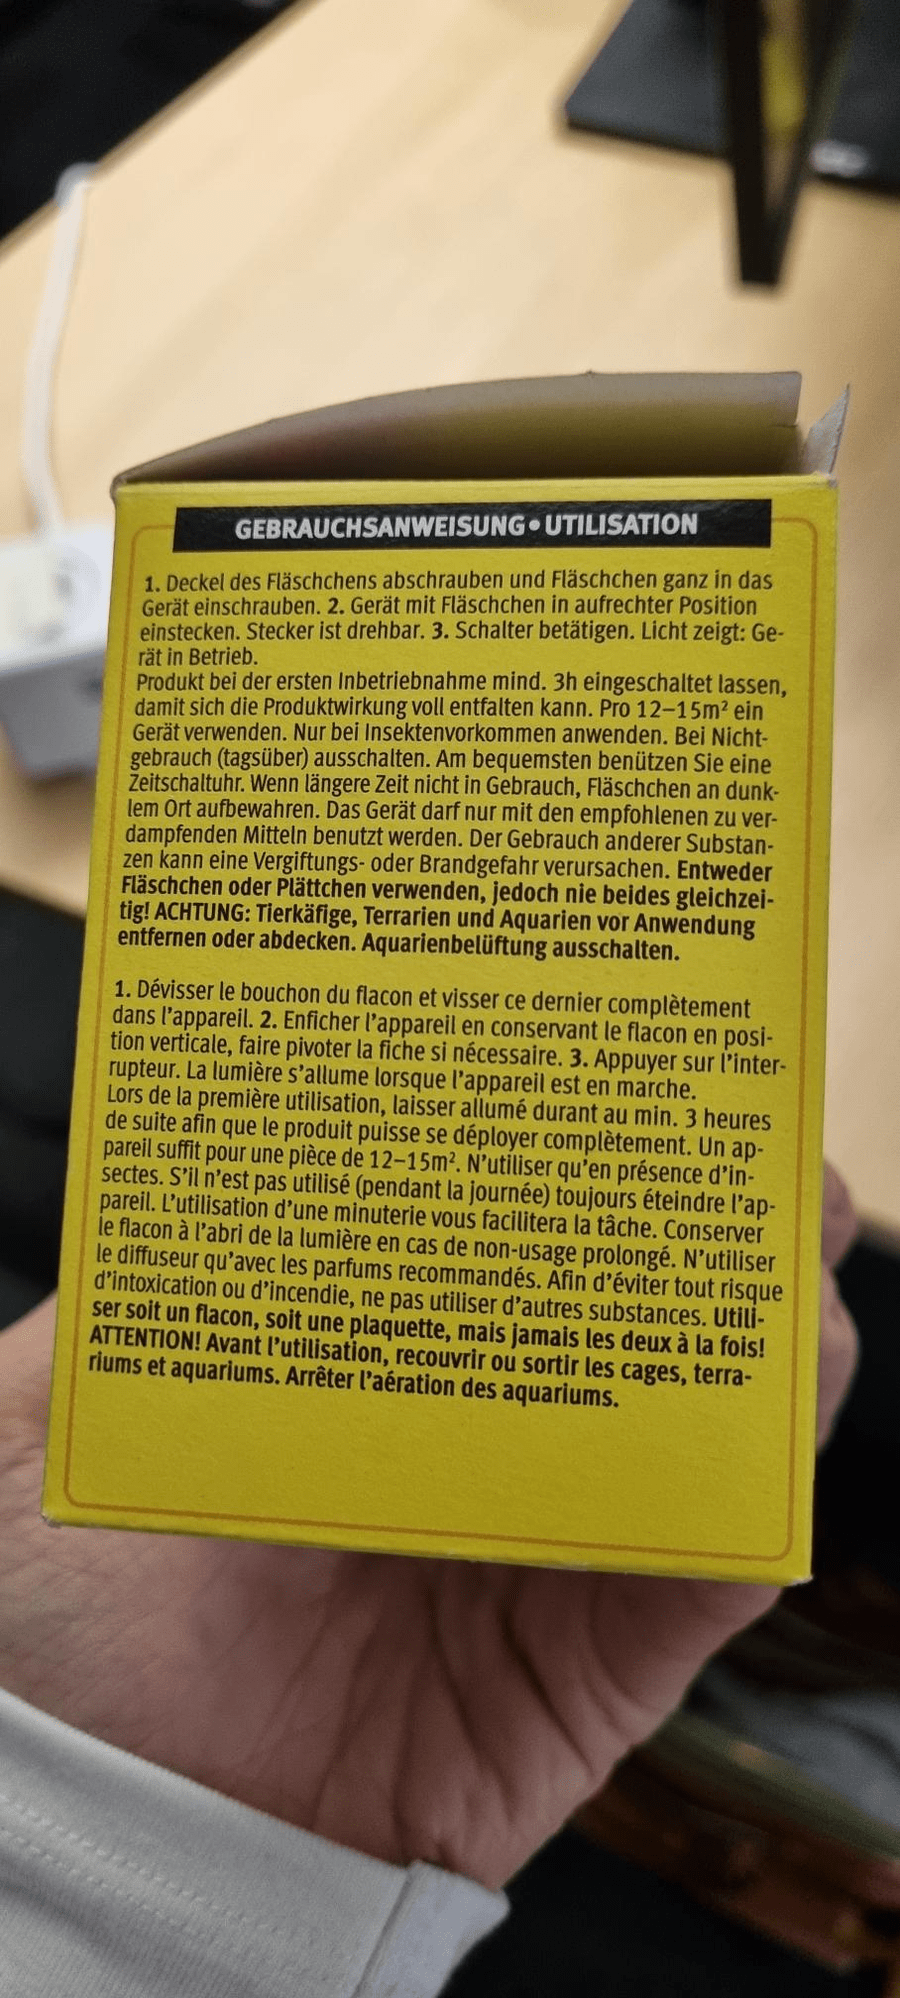 GEBRAUCHSANWEISUNG • UTILISATION
1. Deckel des Fläschchens abschrauben und Fläschchen ganz in das
Gerät einschrauben. 2. Gerät mit Fläschchen in aufrechter Position
einstecken. Stecker ist drehbar. 3. Schalter betätigen. Licht zeigt: Ge-
rät in Betrieb.
Produkt bei der ersten Inbetriebnahme mind. 3h eingeschaltet lassen,
damit sich die Produktwirkung voll entfalten kann. Pro 12–15m² ein
Gerät verwenden. Nur bei Insektenvorkommen anwenden. Bei Nicht-
gebrauch (tagsüber) ausschalten. Am bequemsten benützen Sie eine
Zeitschaltuhr. Wenn längere Zeit nicht in Gebrauch, Fläschchen an dunk-
lem Ort aufbewahren. Das Gerät darf nur mit den empfohlenen zu ver-
dampfenden Mitteln benutzt werden. Der Gebrauch anderer Substan-
zen kann eine Vergiftungs- oder Brandgefahr verursachen. Entweder
Fläschchen oder Plättchen verwenden, jedoch nie beides gleichzei-
tig! ACHTUNG: Tierkäfige, Terrarien und Aquarien vor Anwendung
entfernen oder abdecken. Aquarienbelüftung ausschalten.
1. Dévisser le bouchon du flacon et visser ce dernier complètement
dans l'appareil. 2. Enficher l'appareil en conservant le flacon en posi-
tion verticale, faire pivoter la fiche si nécessaire. 3. Appuyer sur l'inter-
rupteur. La lumière s'allume lorsque l'appareil est en marche.
Lors de la première utilisation, laisser allumé durant au min. 3 heures
de suite afin que le produit puisse se déployer complètement. Un ap-
pareil suffit pour une pièce de 12–15m². N'utiliser qu'en présence d'in-
sectes. S'il n'est pas utilisé (pendant la journée) toujours éteindre l'ap-
pareil. L'utilisation d'une minuterie vous facilitera la tâche. Conserver
le flacon à l'abri de la lumière en cas de non-usage prolongé. N'utiliser
le diffuseur qu'avec les parfums recommandés. Afin d'éviter tout risque
d'intoxication ou d'incendie, ne pas utiliser d'autres substances. Utili-
ser soit un flacon, soit une plaquette, mais jamais les deux à la fois!
ATTENTION! Avant l'utilisation, recouvrir ou sortir les cages, terra-
riums et aquariums. Arrêter l'aération des aquariums.